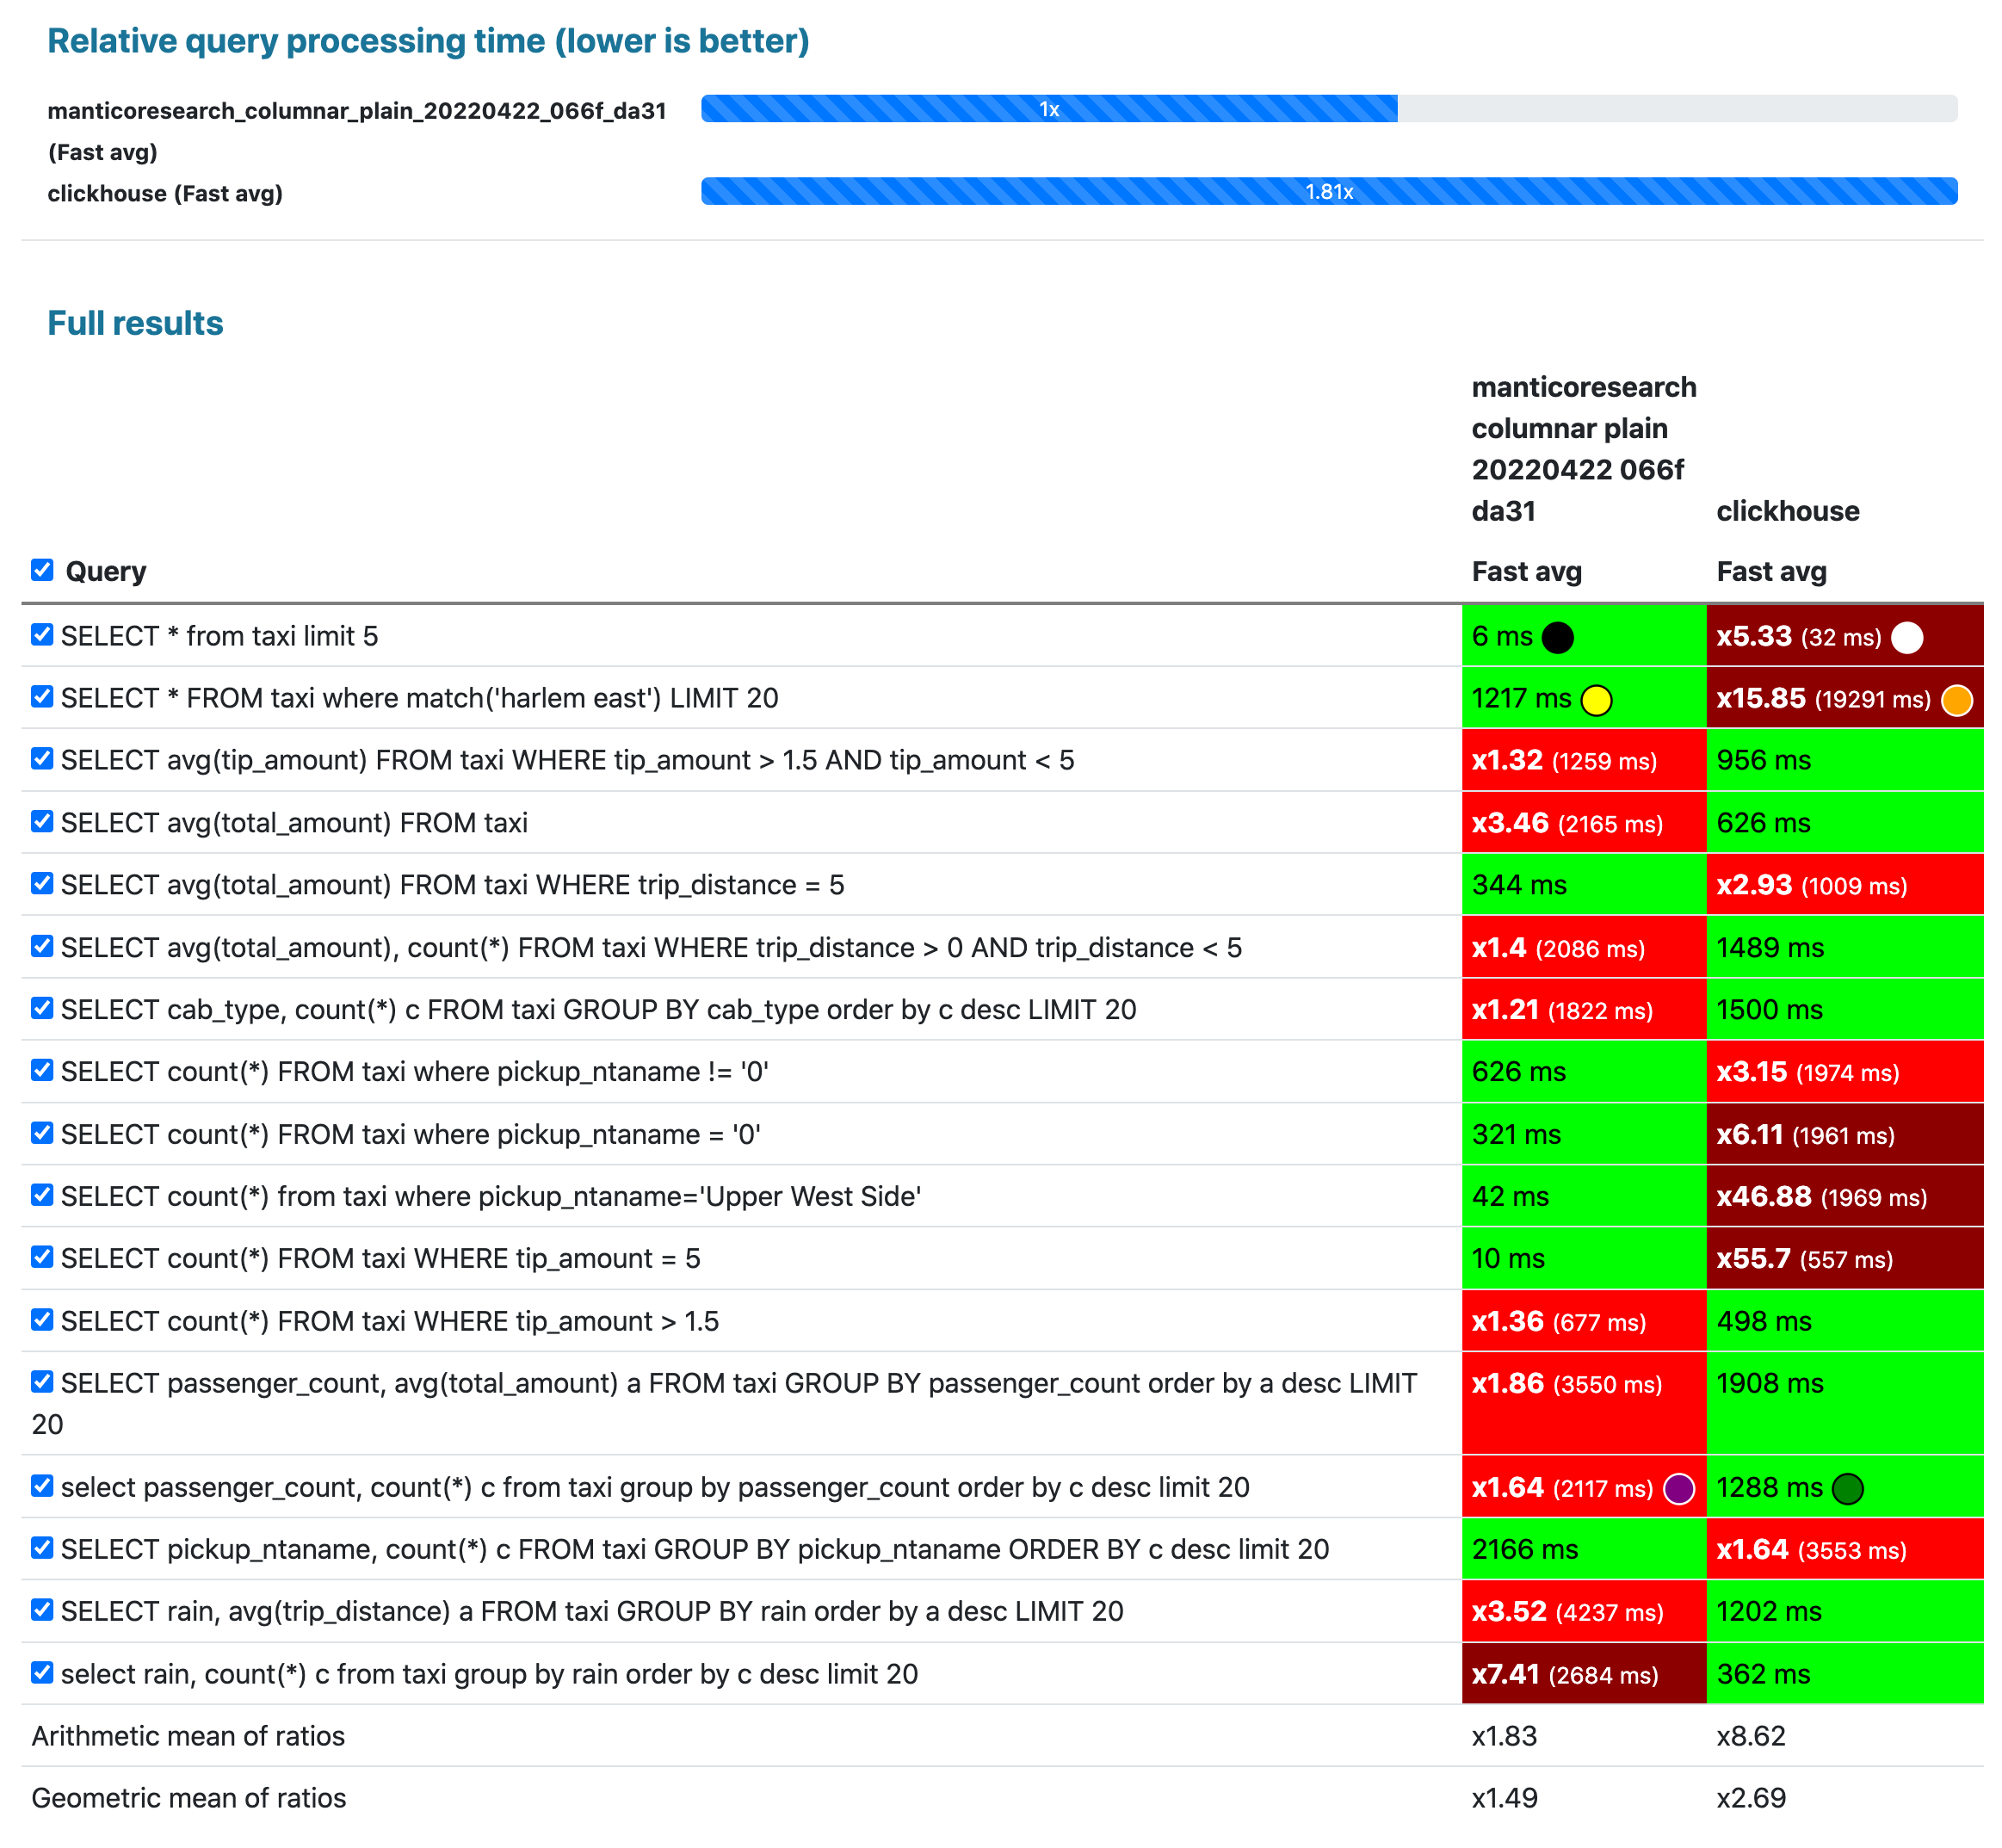 Relative query processing time (lower is better)
manticoresearch_columnar_plain_20220422_066f_da31
(Fast avg)
1x
clickhouse (Fast avg)
1.81x
Full results
manticoresearch
columnar plain
20220422 066f
da31
clickhouse
Query
Fast avg
Fast avg
SELECT * from taxi limit 5
6 ms
x5.33 (32 ms)
SELECT * FROM taxi where match('harlem east') LIMIT 20
1217 ms
x15.85 (19291 ms)
SELECT avg(tip_amount) FROM taxi WHERE tip_amount > 1.5 AND tip_amount < 5
x1.32 (1259 ms)
956 ms
SELECT avg(total_amount) FROM taxi
x3.46 (2165 ms)
626 ms
SELECT avg(total_amount) FROM taxi WHERE trip_distance = 5
344 ms
x2.93 (1009 ms)
SELECT avg(total_amount), count(*) FROM taxi WHERE trip_distance > 0 AND trip_distance < 5
x1.4 (2086 ms)
1489 ms
SELECT cab_type, count(*) c FROM taxi GROUP BY cab_type order by c desc LIMIT 20
x1.21 (1822 ms)
1500 ms
SELECT count(*) FROM taxi where pickup_ntaname != '0'
626 ms
x3.15 (1974 ms)
SELECT count(*) FROM taxi where pickup_ntaname = '0'
321 ms
x6.11 (1961 ms)
SELECT count(*) from taxi where pickup_ntaname='Upper West Side'
42 ms
x46.88 (1969 ms)
SELECT count(*) FROM taxi WHERE tip_amount = 5
10 ms
x55.7 (557 ms)
SELECT count(*) FROM taxi WHERE tip_amount > 1.5
x1.36 (677 ms)
498 ms
SELECT passenger_count, avg(total_amount) a FROM taxi GROUP BY passenger_count order by a desc LIMIT
20
x1.86 (3550 ms)
1908 ms
select passenger_count, count(*) c from taxi group by passenger_count order by c desc limit 20
x1.64 (2117 ms)
1288 ms
SELECT pickup_ntaname, count(*) c FROM taxi GROUP BY pickup_ntaname ORDER BY c desc limit 20
2166 ms
x1.64 (3553 ms)
SELECT rain, avg(trip_distance) a FROM taxi GROUP BY rain order by a desc LIMIT 20
x3.52 (4237 ms)
1202 ms
select rain, count(*) c from taxi group by rain order by c desc limit 20
x7.41 (2684 ms)
362 ms
Arithmetic mean of ratios
x1.83
x8.62
Geometric mean of ratios
x1.49
x2.69